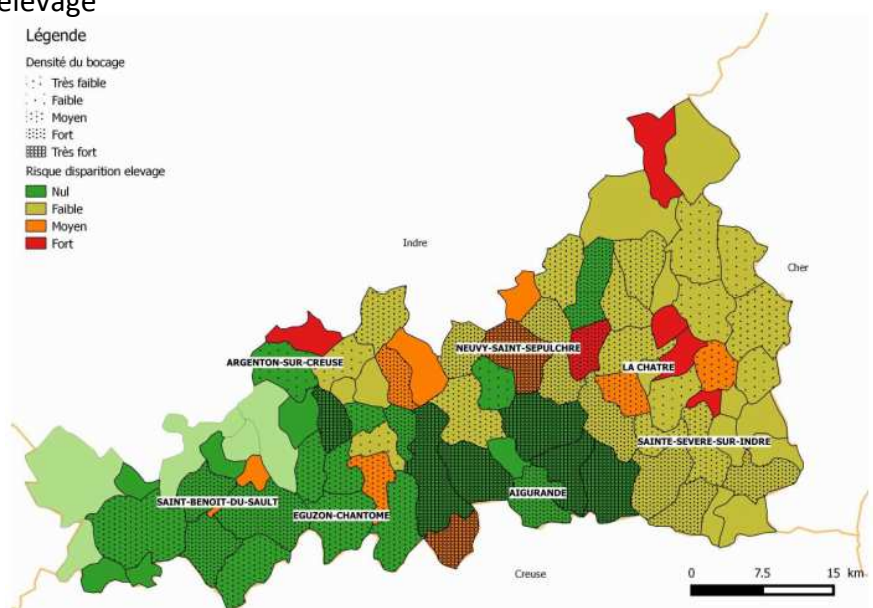 elevage
Légende
Densité du bocage
Très faible
Faible
Moyen
Fort
Très fort
Risque disparition elevage
Nul
Faible
Moyen
Fort
Indre
Cher
NEUVY-SAINT-SEPULCHRE
ARGENTON-SUR-CREUSE
LA CHATRE
SAINTE-SEVERE-SUR-INDRE
AIGURANDE
SAINT-BENOIT-DU-SAULT
EGUZON-CHANTOME
Creuse
0 7.5 15 km